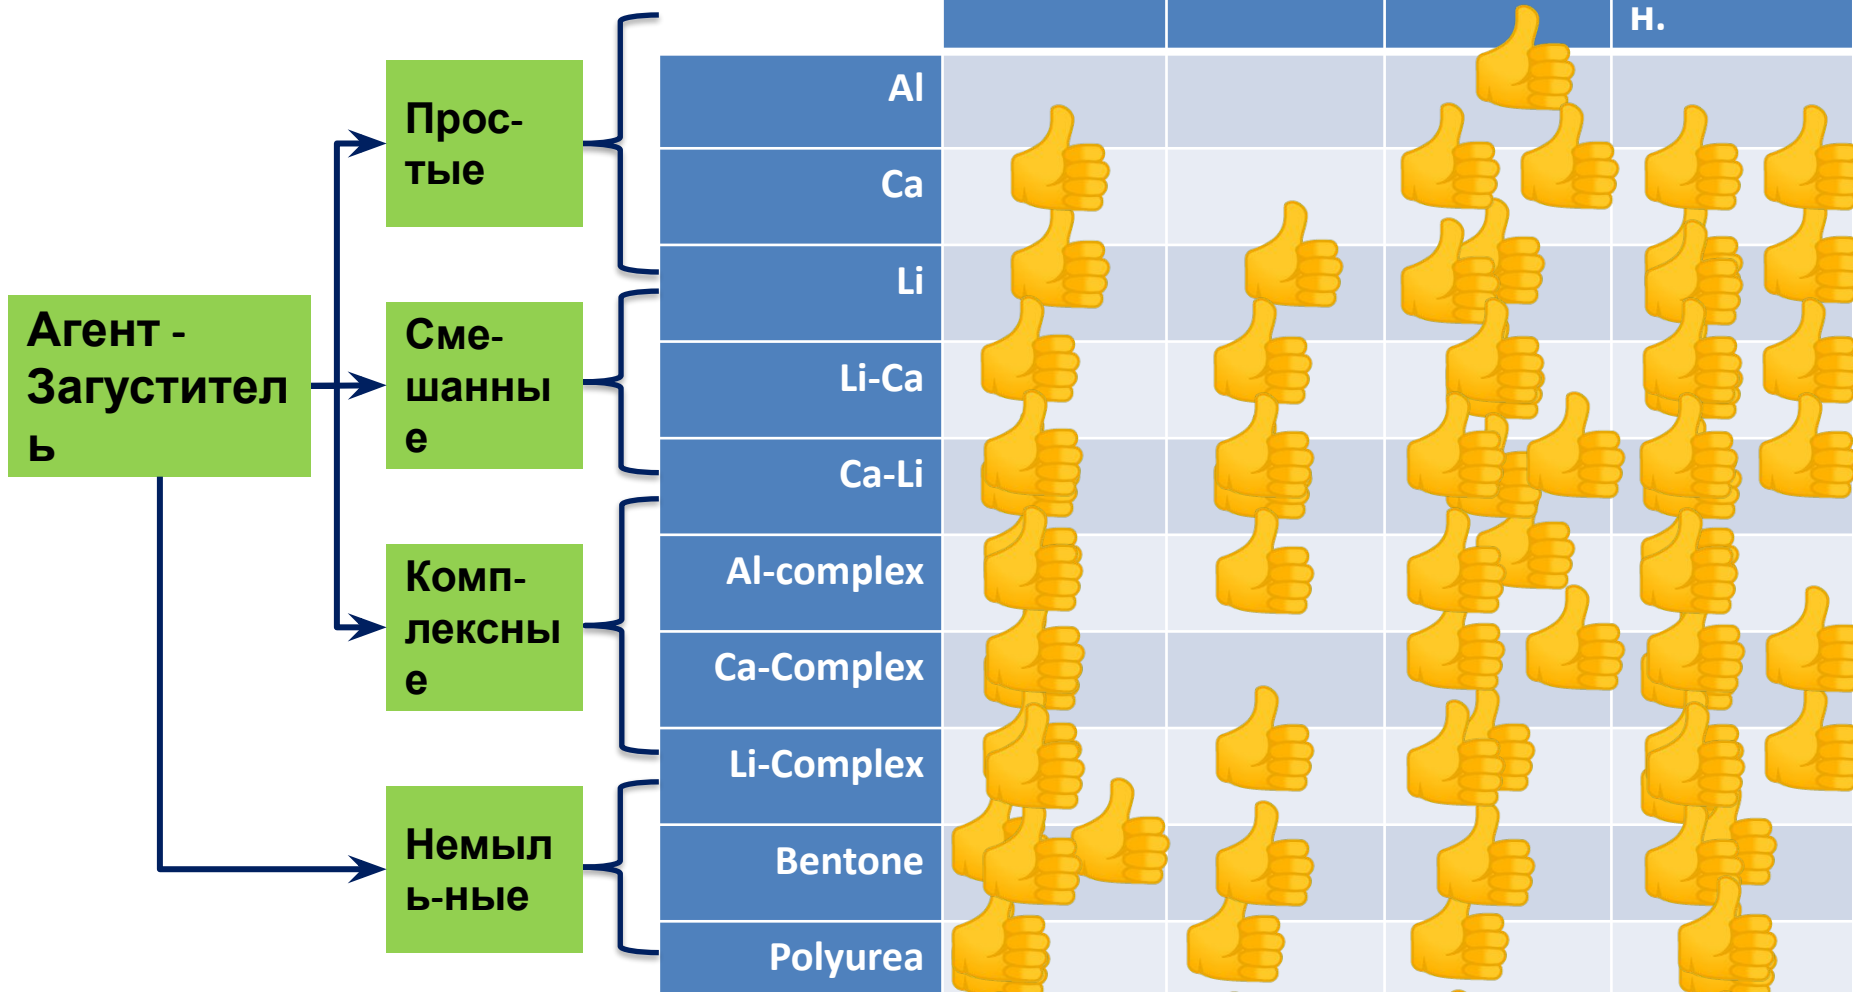 н.
Агент -
Загустител
ь
Прос-
тые
Сме-
шанны
е
Комп-
лексны
е
Немыл
ь-ные
Al
Ca
Li
Li-Ca
Ca-Li
Al-complex
Ca-Complex
Li-Complex
Bentone
Polyurea